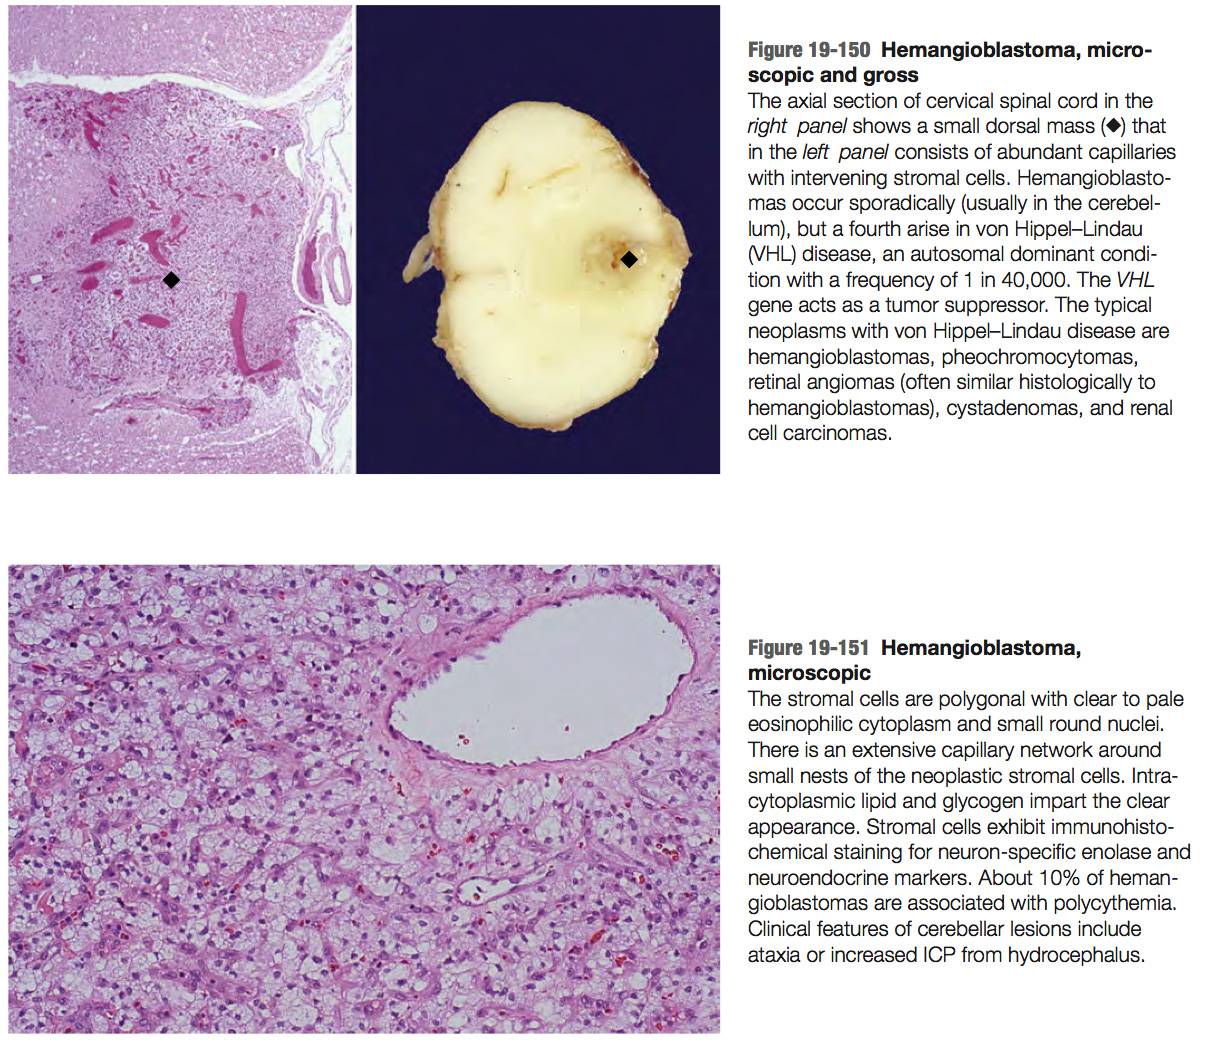 Figure 19-150 Hemangioblastoma, micro-
scopic and gross
The axial section of cervical spinal cord in the
right panel shows a small dorsal mass (◆) that
in the left panel consists of abundant capillaries
with intervening stromal cells. Hemangioblasto-
mas occur sporadically (usually in the cerebel-
lum), but a fourth arise in von Hippel–Lindau
(VHL) disease, an autosomal dominant condi-
tion with a frequency of 1 in 40,000. The VHL
gene acts as a tumor suppressor. The typical
neoplasms with von Hippel–Lindau disease are
hemangioblastomas, pheochromocytomas,
retinal angiomas (often similar histologically to
hemangioblastomas), cystadenomas, and renal
cell carcinomas.
Figure 19-151 Hemangioblastoma,
microscopic
The stromal cells are polygonal with clear to pale
eosinophilic cytoplasm and small round nuclei.
There is an extensive capillary network around
small nests of the neoplastic stromal cells. Intra-
cytoplasmic lipid and glycogen impart the clear
appearance. Stromal cells exhibit immunohisto-
chemical staining for neuron-specific enolase and
neuroendocrine markers. About 10% of heman-
gioblastomas are associated with polycythemia.
Clinical features of cerebellar lesions include
ataxia or increased ICP from hydrocephalus.